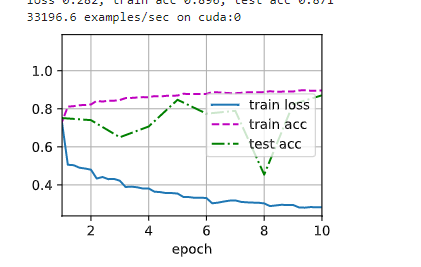 loss 0.282, train acc 0.896, test acc 0.871
33196.6 examples/sec on cuda:0
1.0
0.8
0.6
0.4
train loss
train acc
test acc
2 4 6 8 10
epoch